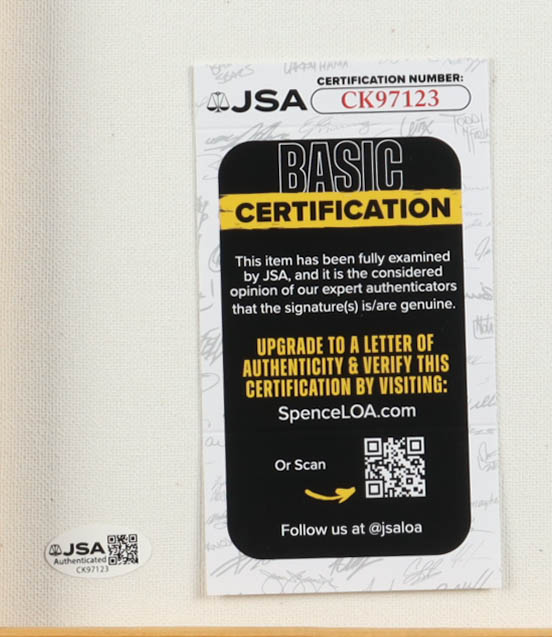 LARRY HAMA
CERTIFICATION NUMBER:
JSA CK97123
BASIC
CERTIFICATION
This item has been fully examined
by JSA, and it is the considered
opinion of our expert authenticators
that the signature(s) is/are genuine.
UPGRADE TO A LETTER OF
AUTHENTICITY & VERIFY THIS
CERTIFICATION BY VISITING:
SpenceLOA.com
Or Scan
Follow us at @jsaloa
JSA
Authenticated
CK97123